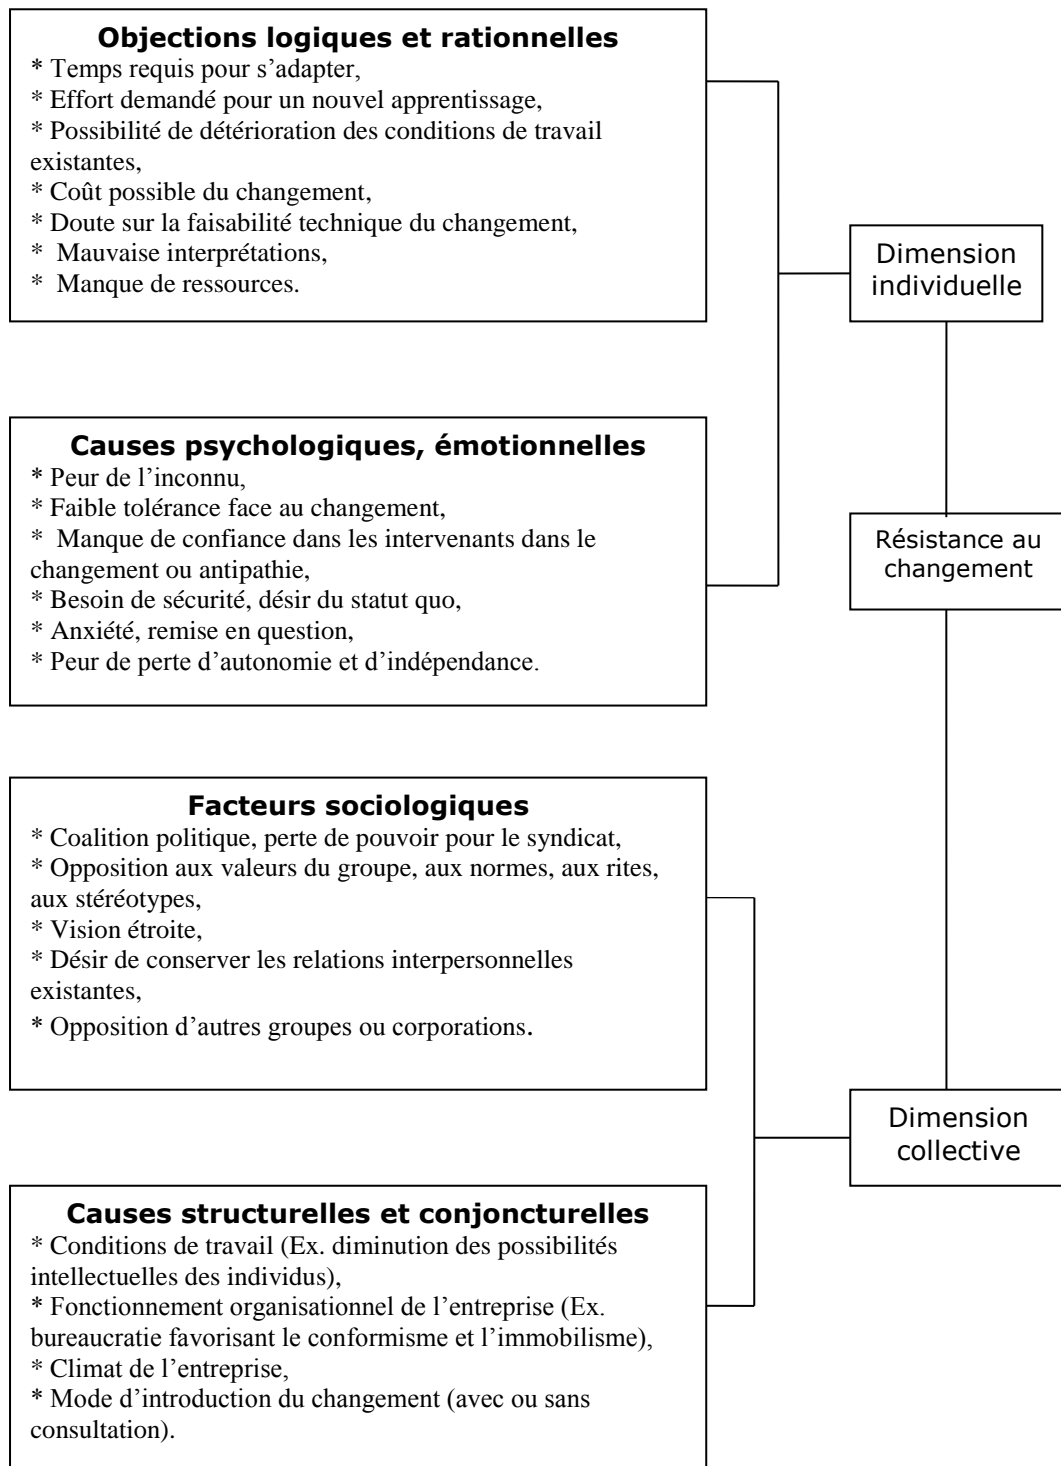 Objections logiques et rationnelles
* Temps requis pour s’adapter,
* Effort demandé pour un nouvel apprentissage,
* Possibilité de détérioration des conditions de travail
existantes,
* Coût possible du changement,
* Doute sur la faisabilité technique du changement,
*  Mauvaise interprétations,
*  Manque de ressources.
Dimension
individuelle
Causes psychologiques, émotionnelles
* Peur de l’inconnu,
* Faible tolérance face au changement,
*  Manque de confiance dans les intervenants dans le
changement ou antipathie,
* Besoin de sécurité, désir du statut quo,
* Anxiété, remise en question,
* Peur de perte d’autonomie et d’indépendance.
Résistance au
changement
Facteurs sociologiques
* Coalition politique, perte de pouvoir pour le syndicat,
* Opposition aux valeurs du groupe, aux normes, aux rites,
aux stéréotypes,
* Vision étroite,
* Désir de conserver les relations interpersonnelles
existantes,
* Opposition d’autres groupes ou corporations.
Dimension
collective
Causes structurelles et conjoncturelles
* Conditions de travail (Ex. diminution des possibilités
intellectuelles des individus),
* Fonctionnement organisationnel de l’entreprise (Ex.
bureaucratie favorisant le conformisme et l’immobilisme),
* Climat de l’entreprise,
* Mode d’introduction du changement (avec ou sans
consultation).